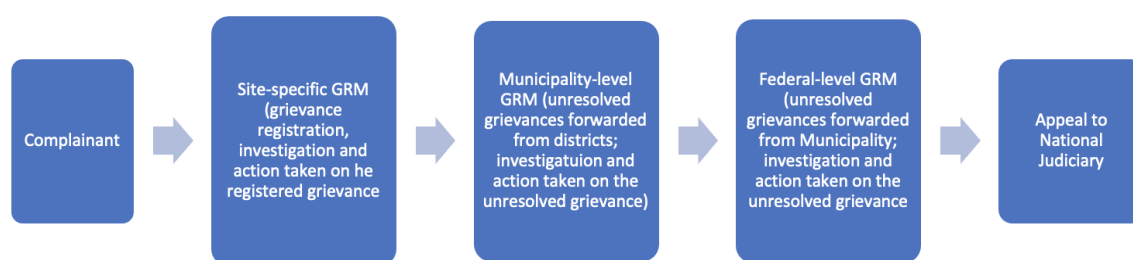 Complainant
Site-specific GRM
(grievance
registration,
investigation and
action taken on he
registered grievance
Municipality-level
GRM (unresolved
grievances forwarded
from districts;
investigatuion and
action taken on the
unresolved grievance)
Federal-level GRM
(unresolved
grievances forwarded
from Municipality;
investigation and
action taken on the
unresolved grievance
Appeal to
National
Judiciary